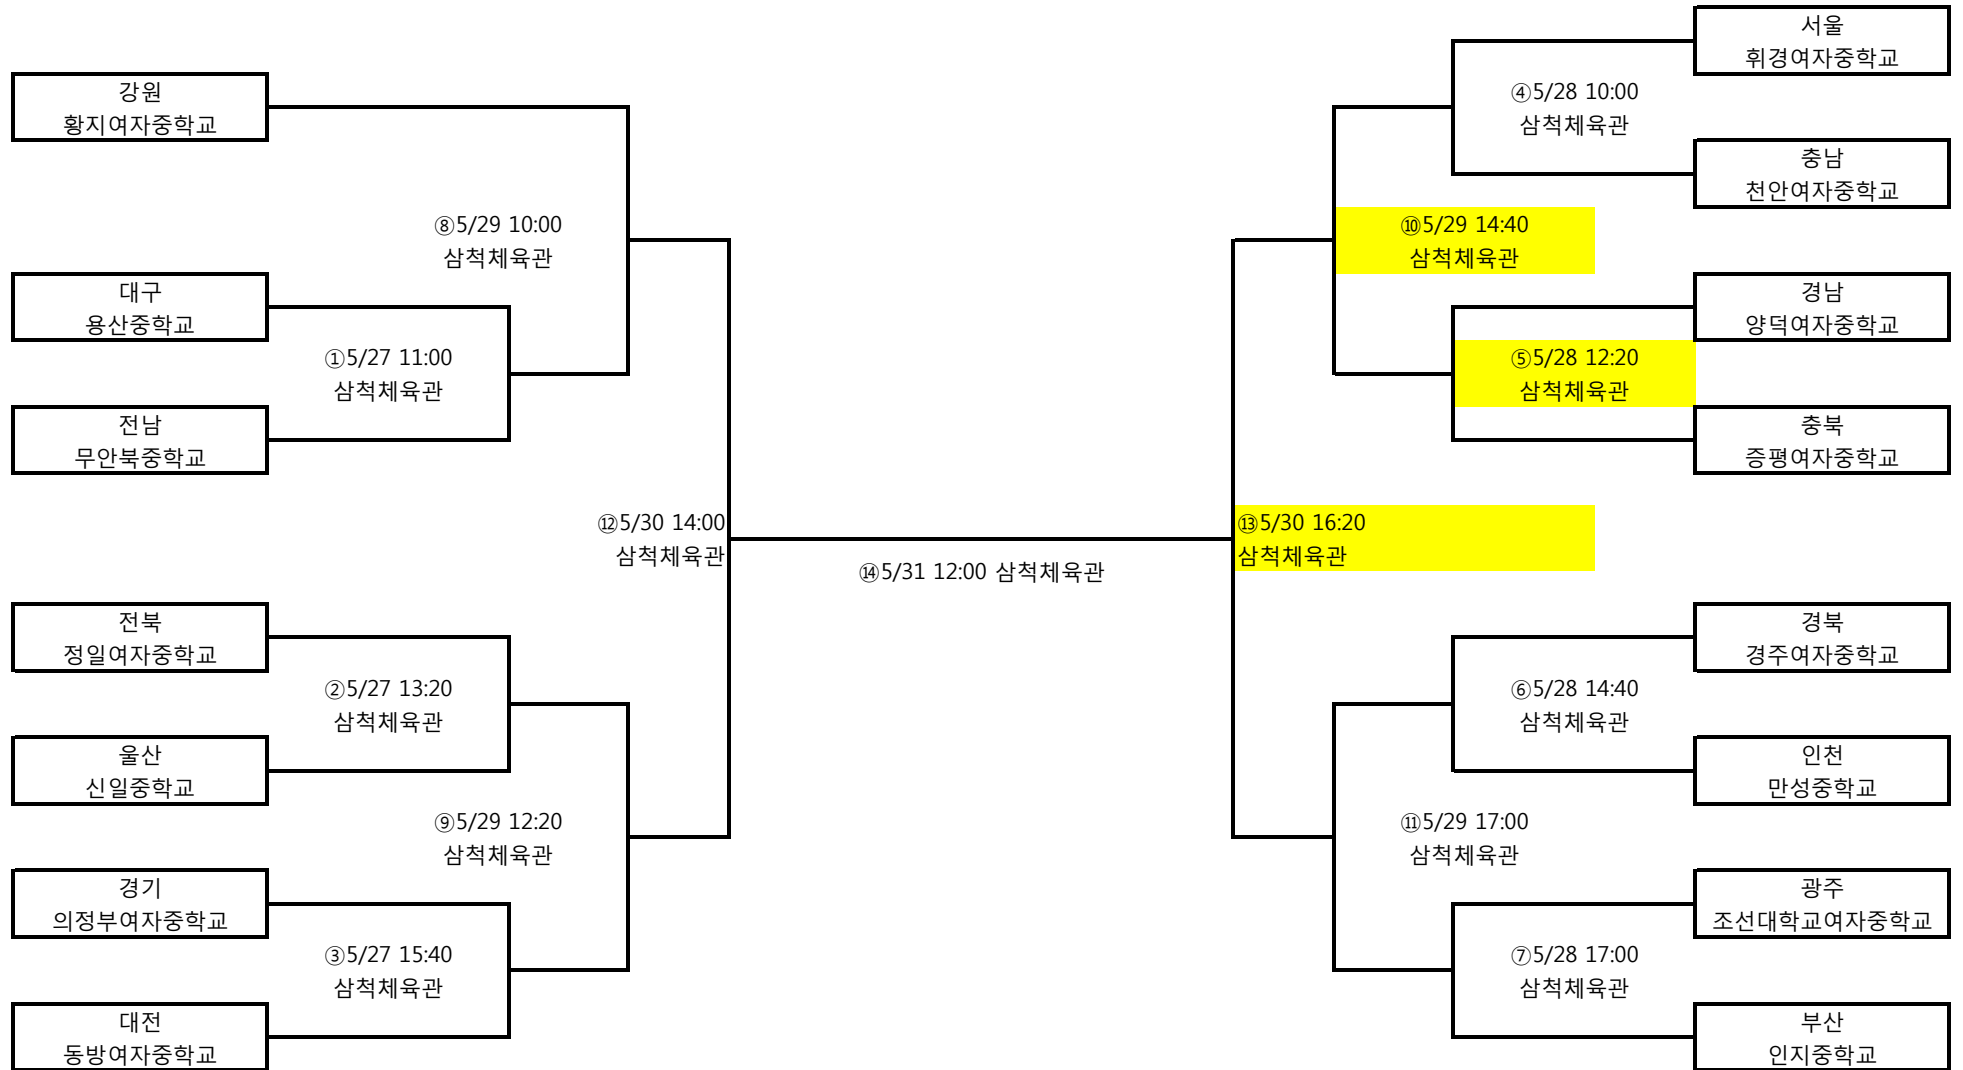 서울
휘경여자중학교
강원
황지여자중학교
④5/28 10:00
삼척체육관
충남
천안여자중학교
⑧5/29 10:00
삼척체육관
⑩5/29 14:40
삼척체육관
대구
용산중학교
경남
양덕여자중학교
①5/27 11:00
삼척체육관
⑤5/28 12:20
삼척체육관
전남
무안북중학교
충북
증평여자중학교
⑫5/30 14:00
삼척체육관
⑬5/30 16:20
삼척체육관
⑭5/31 12:00 삼척체육관
전북
정일여자중학교
경북
경주여자중학교
②5/27 13:20
삼척체육관
⑥5/28 14:40
삼척체육관
울산
신일중학교
인천
만성중학교
⑨5/29 12:20
삼척체육관
⑪5/29 17:00
삼척체육관
경기
의정부여자중학교
광주
조선대학교여자중학교
③5/27 15:40
삼척체육관
⑦5/28 17:00
삼척체육관
대전
동방여자중학교
부산
인지중학교